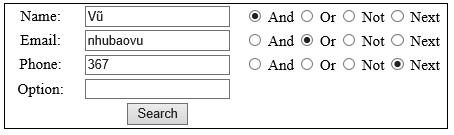 Name: Vũ And Or Not Next
Email: nhubaovu And Or Not Next
Phone: 367 And Or Not Next
Option:
Search